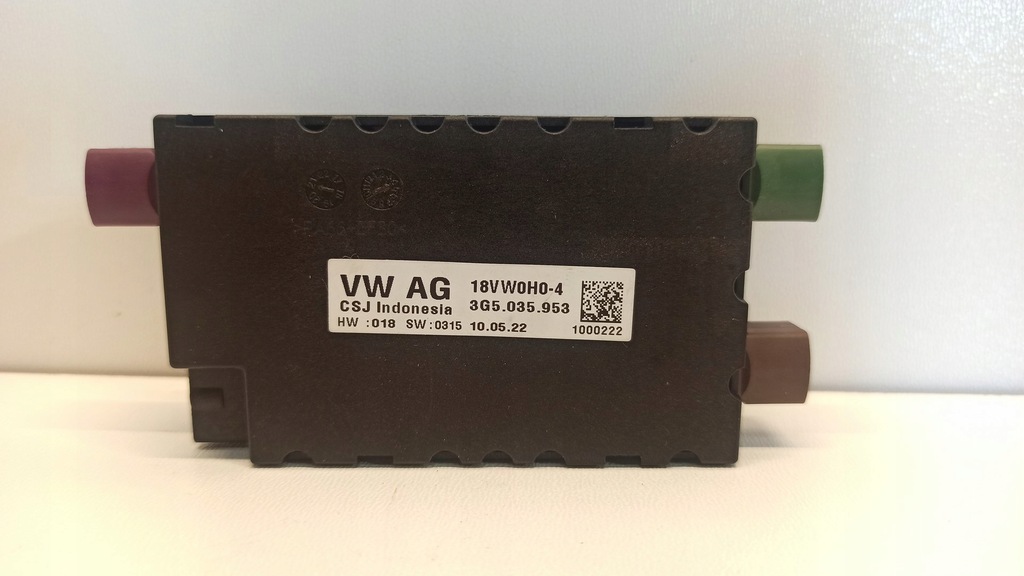 VW AG 18VW0H0-4
CSJ Indonesia 3G5.035.953
HW :018 SW:0315 10.05.22 1000222